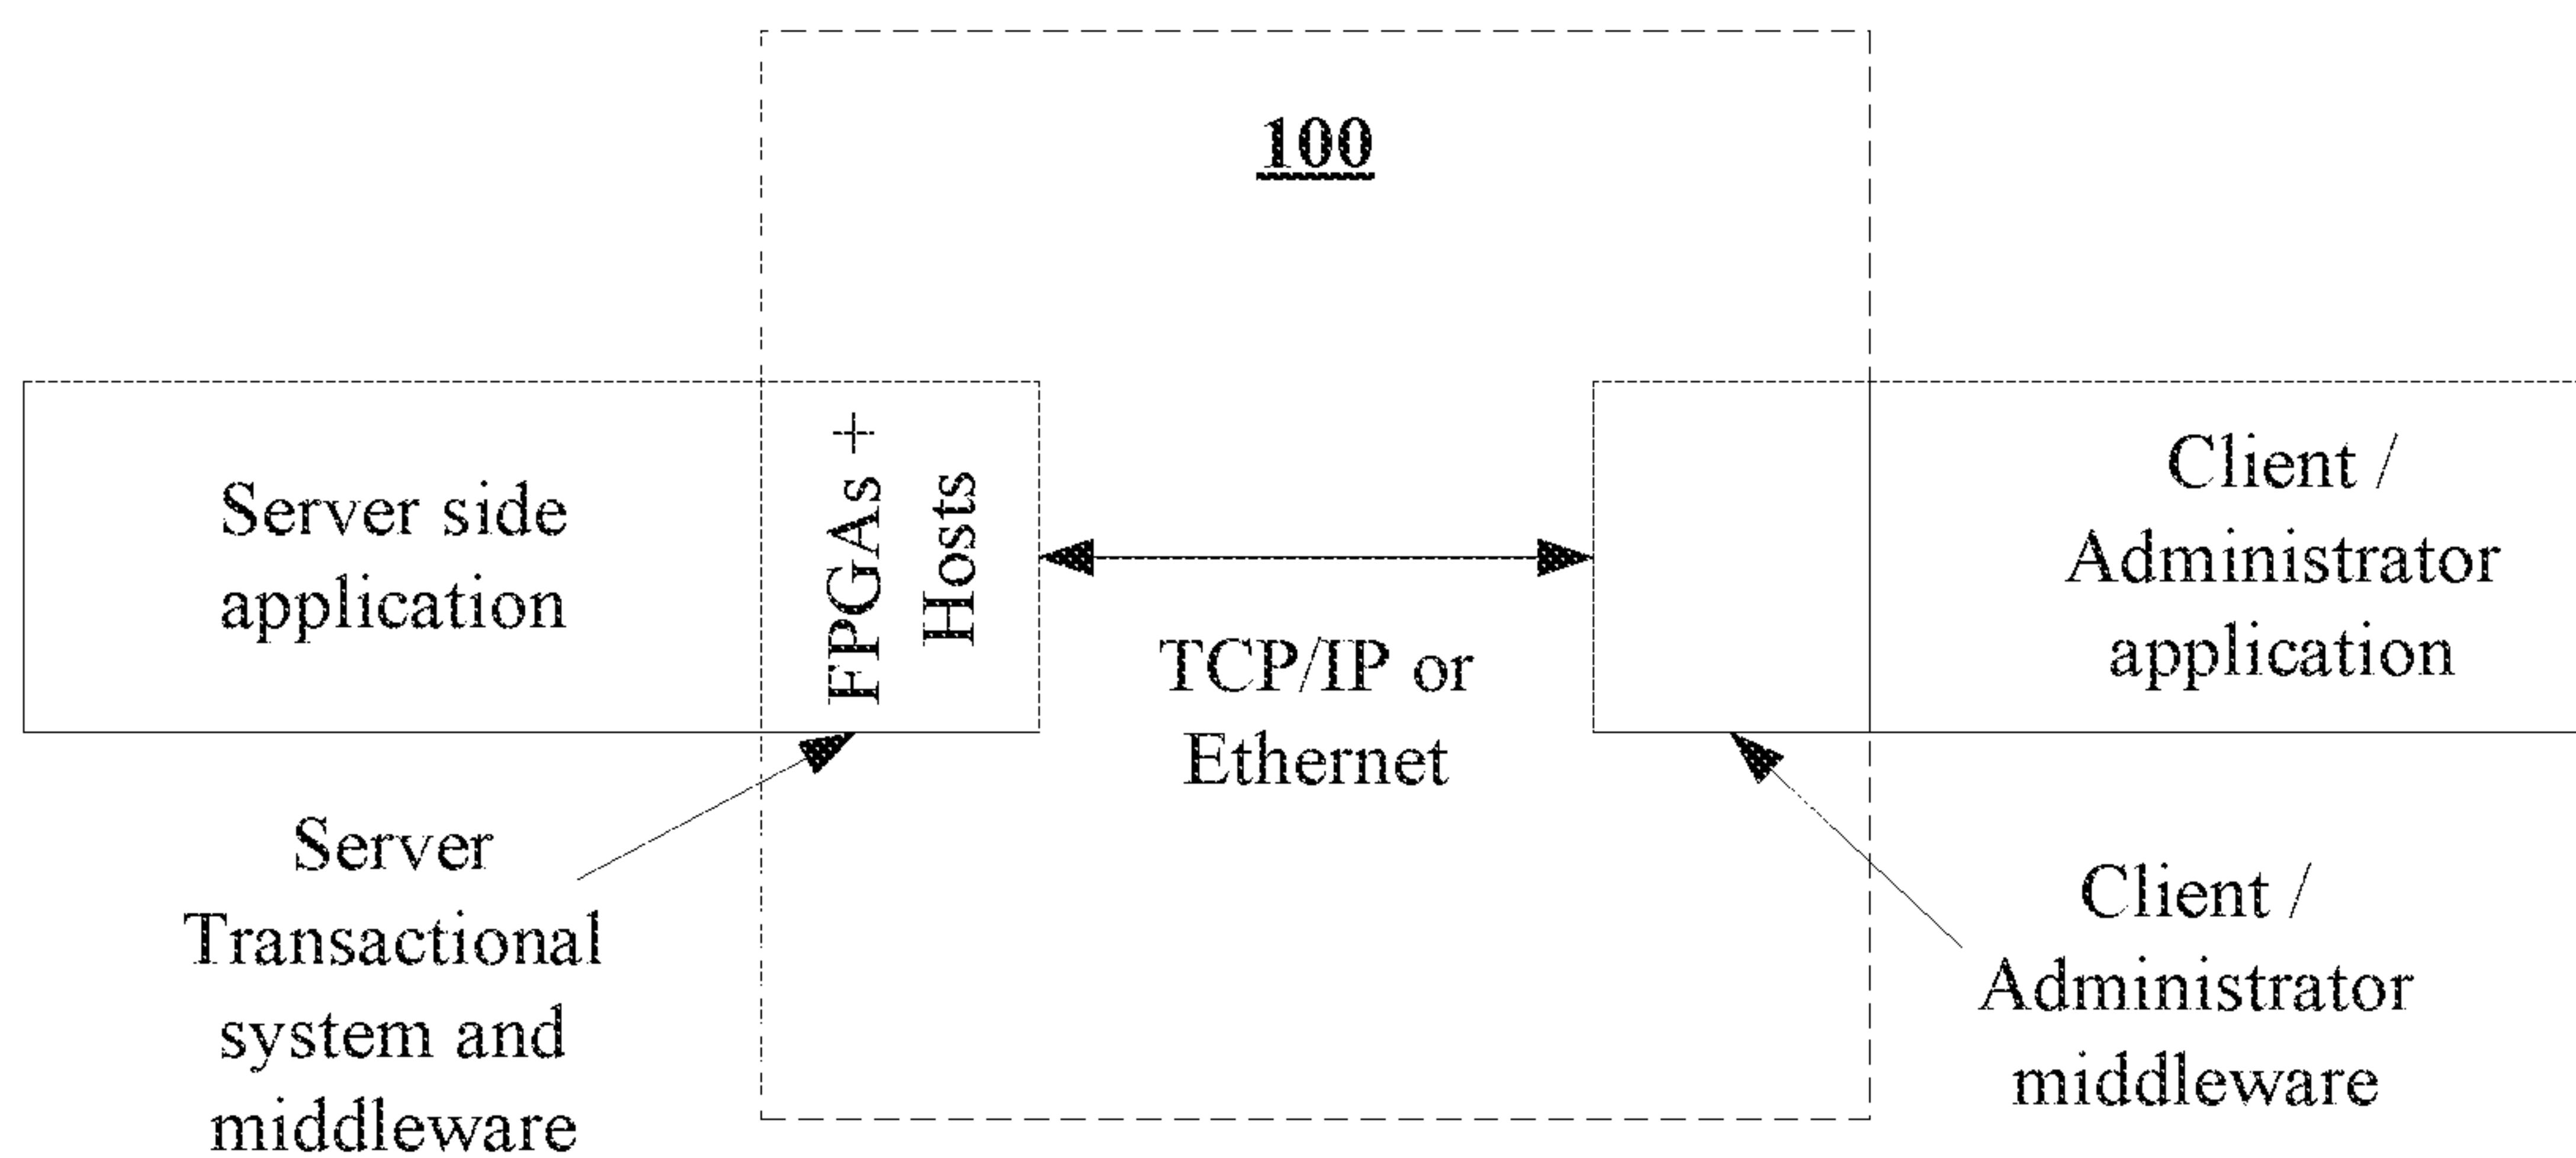 100
Server side
application
FPGAs +
Hosts
TCP/IP or
Ethernet
Client /
Administrator
application
Server
Transactional
system and
middleware
Client /
Administrator
middleware